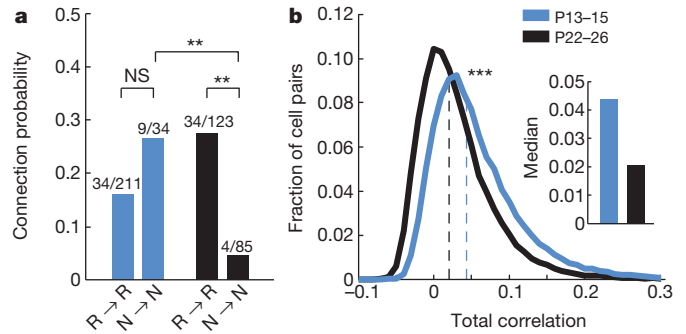 a
Connection probability
0.5
0.4
0.3
0.2
0.1
0
NS
**
**
34/211
9/34
34/123
4/85
R → R
N → N
R → R
N → N
b
P13–15
P22–26
Fraction of cell pairs
0.12
0.10
0.08
0.06
0.04
0.02
0.00
***
–0.1
0
0.1
0.2
0.3
Total correlation
Median
0.05
0.04
0.03
0.02
0.01
0.00